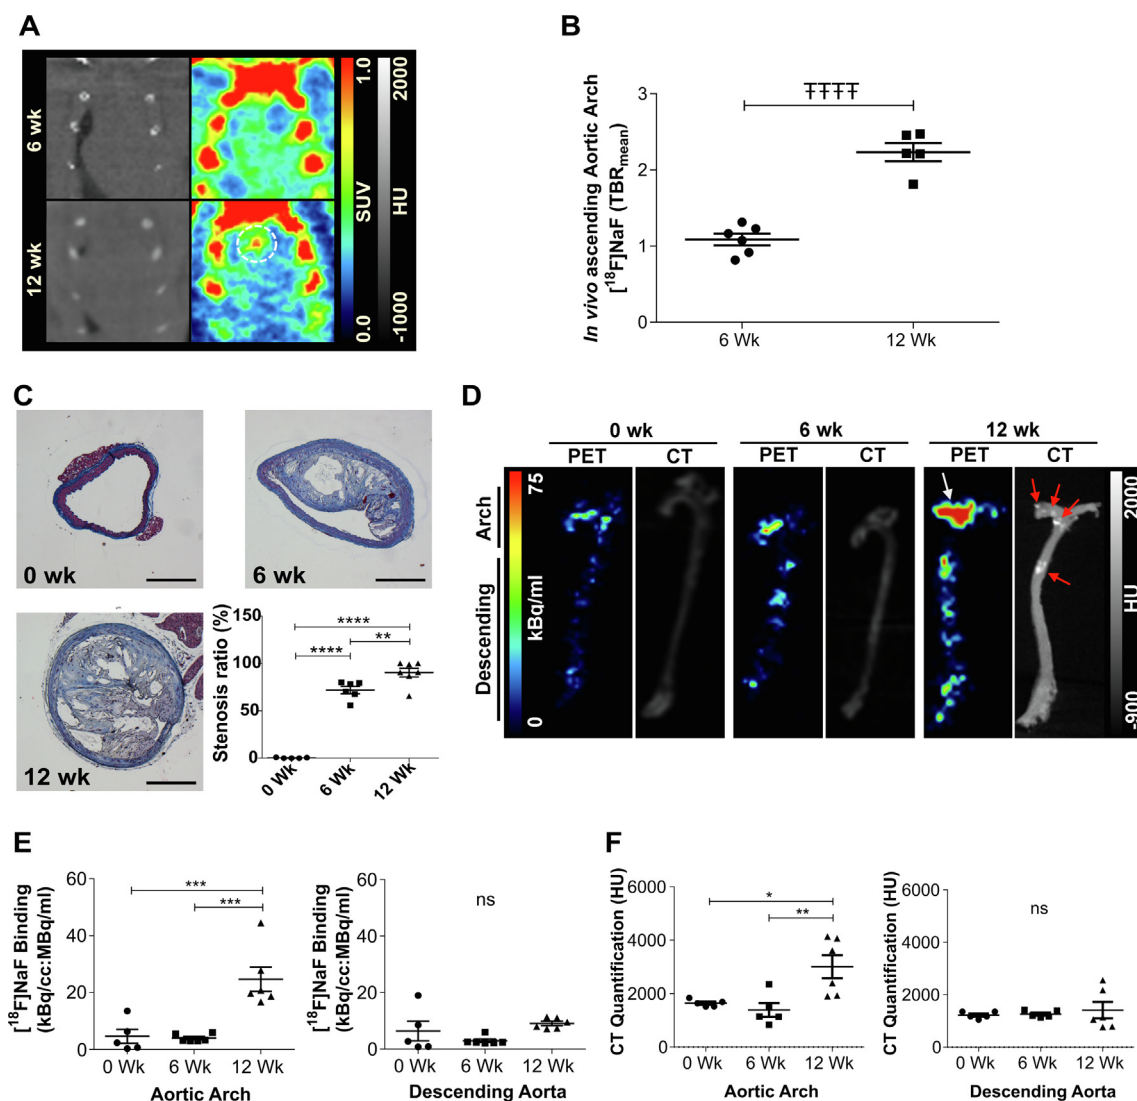 A
6 wk
12 wk
1.0
SUV
0.0
2000
HU
-1000
B
ŦŦŦŦ
In vivo ascending Aortic Arch
[18F]NaF (TBRmean)
3
2
1
0
6 Wk
12 Wk
C
0 wk
6 wk
12 wk
Stenosis ratio (%)
150
100
50
0
****
****
**
0 Wk
6 Wk
12 Wk
D
0 wk
6 wk
12 wk
PET
CT
PET
CT
PET
CT
Arch
Descending
75
kBq/ml
0
2000
HU
-900
E
[18F]NaF Binding
(kBq/cc:MBq/ml)
60
40
20
0
***
***
0 Wk
6 Wk
12 Wk
Aortic Arch
[18F]NaF Binding
(kBq/cc:MBq/ml)
60
40
20
0
ns
0 Wk
6 Wk
12 Wk
Descending Aorta
F
CT Quantification (HU)
6000
4000
2000
0
*
**
0 Wk
6 Wk
12 Wk
Aortic Arch
CT Quantification (HU)
6000
4000
2000
0
ns
0 Wk
6 Wk
12 Wk
Descending Aorta